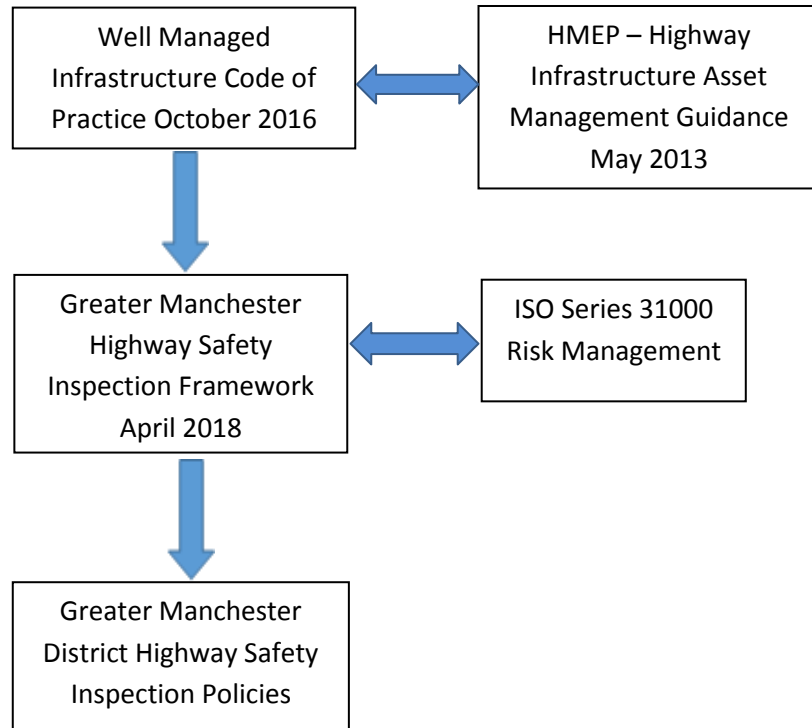 Well Managed
Infrastructure Code of
Practice October 2016
HMEP – Highway
Infrastructure Asset
Management Guidance
May 2013
Greater Manchester
Highway Safety
Inspection Framework
April 2018
ISO Series 31000
Risk Management
Greater Manchester
District Highway Safety
Inspection Policies